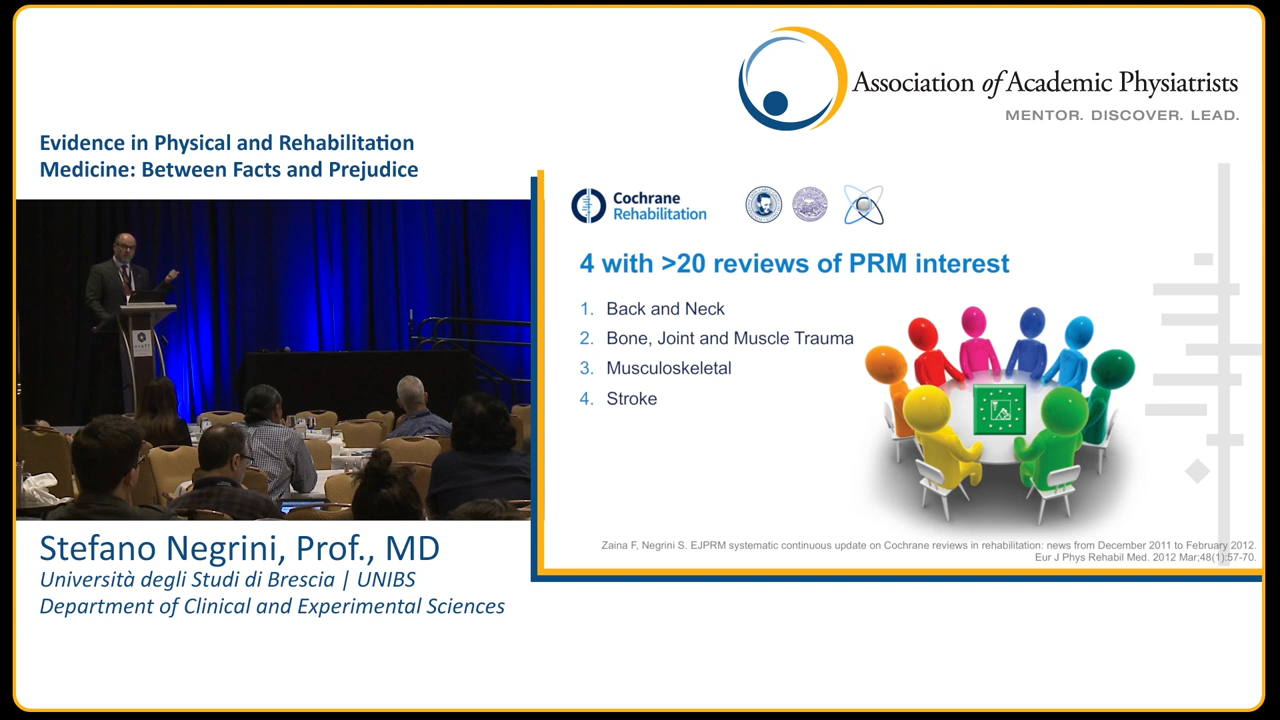 Association of Academic Physiatrists
MENTOR. DISCOVER. LEAD.
Evidence in Physical and Rehabilitation
Medicine: Between Facts and Prejudice
Cochrane
Rehabilitation
4 with >20 reviews of PRM interest
1. Back and Neck
2. Bone, Joint and Muscle Trauma
3. Musculoskeletal
4. Stroke
Zaina F, Negrini S. EJPRM systematic continuous update on Cochrane reviews in rehabilitation: news from December 2011 to February 2012.
Eur J Phys Rehabil Med. 2012 Mar;48(1):57-70.
HYATT
Stefano Negrini, Prof., MD
Università degli Studi di Brescia | UNIBS
Department of Clinical and Experimental Sciences